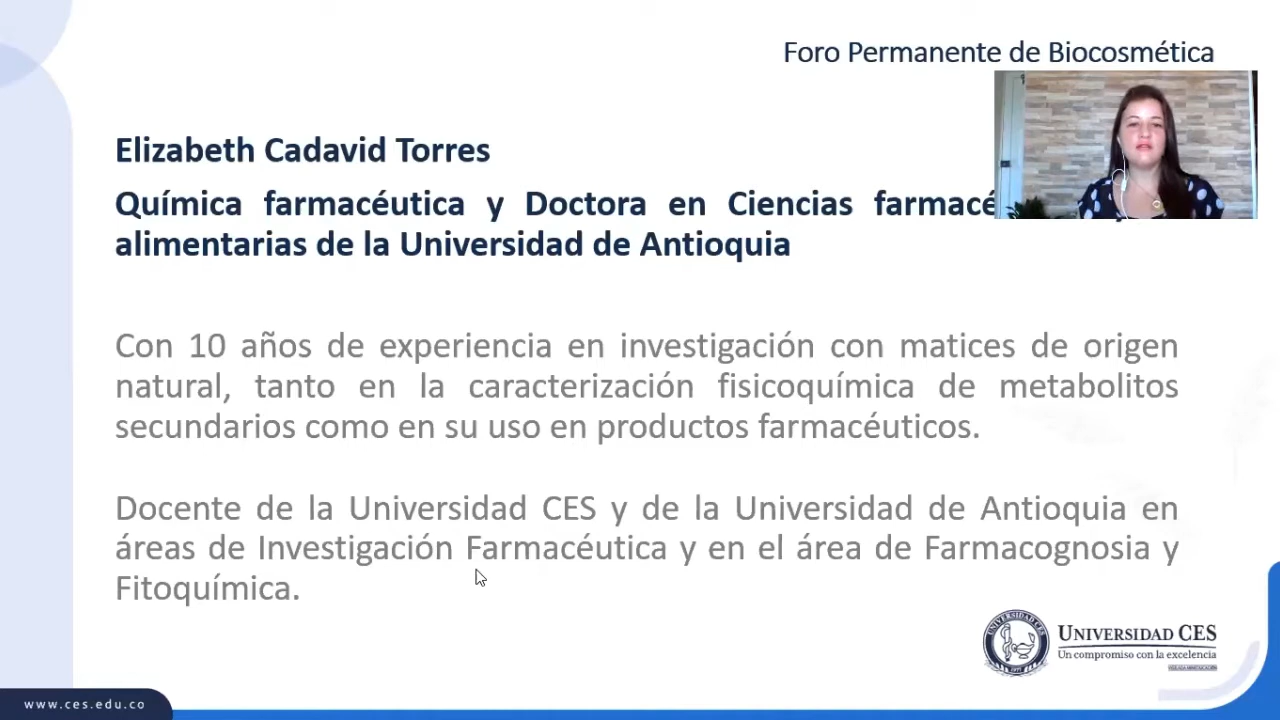 Foro Permanente de Biocosmética
Elizabeth Cadavid Torres
Química farmacéutica y Doctora en Ciencias farmacé
alimentarias de la Universidad de Antioquia
Con 10 años de experiencia en investigación con matices de origen
natural, tanto en la caracterización fisicoquímica de metabolitos
secundarios como en su uso en productos farmacéuticos.
Docente de la Universidad CES y de la Universidad de Antioquia en
áreas de Investigación Farmacéutica y en el área de Farmacognosia y
Fitoquímica.
UNIVERSIDAD CES
Un compromiso con la excelencia
www.ces.edu.co